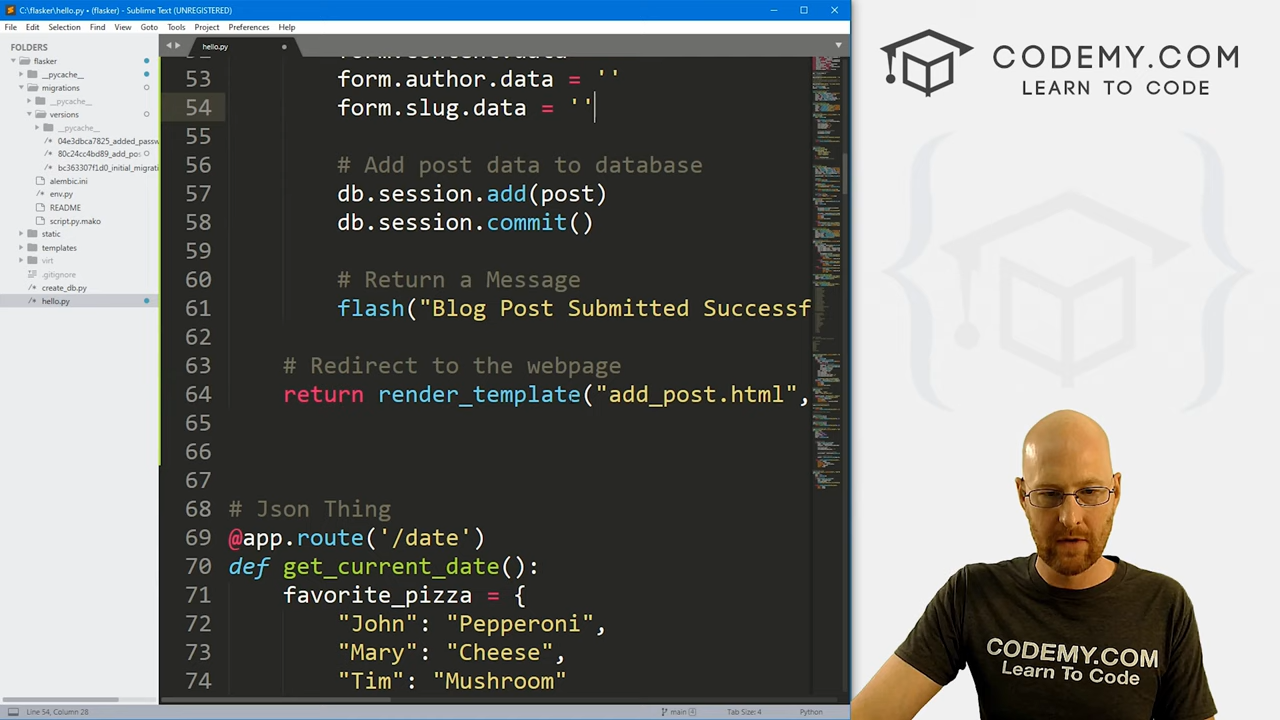 C:\flasker\hello.py • (flasker) - Sublime Text (UNREGISTERED)
File Edit Selection Find View Goto Tools Project Preferences Help
FOLDERS
flasker
__pycache__
migrations
__pycache__
versions
__pycache__
04e3dbca7825_added_passw
80c24cc4bd89_add_po
bc363307f1d0_initial_migra
alembic.ini
env.py
README
script.py.mako
static
templates
virt
.gitignore
create_db.py
hello.py
hello.py
53 form.author.data = ''
54 form.slug.data = ''
55
56 # Add post data to database
57 db.session.add(post)
58 db.session.commit()
59
60 # Return a Message
61 flash("Blog Post Submitted Successf
62
63 # Redirect to the webpage
64 return render_template("add_post.html",
65
66
67
68 # Json Thing
69 @app.route('/date')
70 def get_current_date():
71 favorite_pizza = {
72 "John": "Pepperoni",
73 "Mary": "Cheese",
74 "Tim": "Mushroom"
Line 54, Column 28
main
Tab Size: 4
Python
CODEMY.COM
LEARN TO CODE
CODEMY.COM
Learn To Code